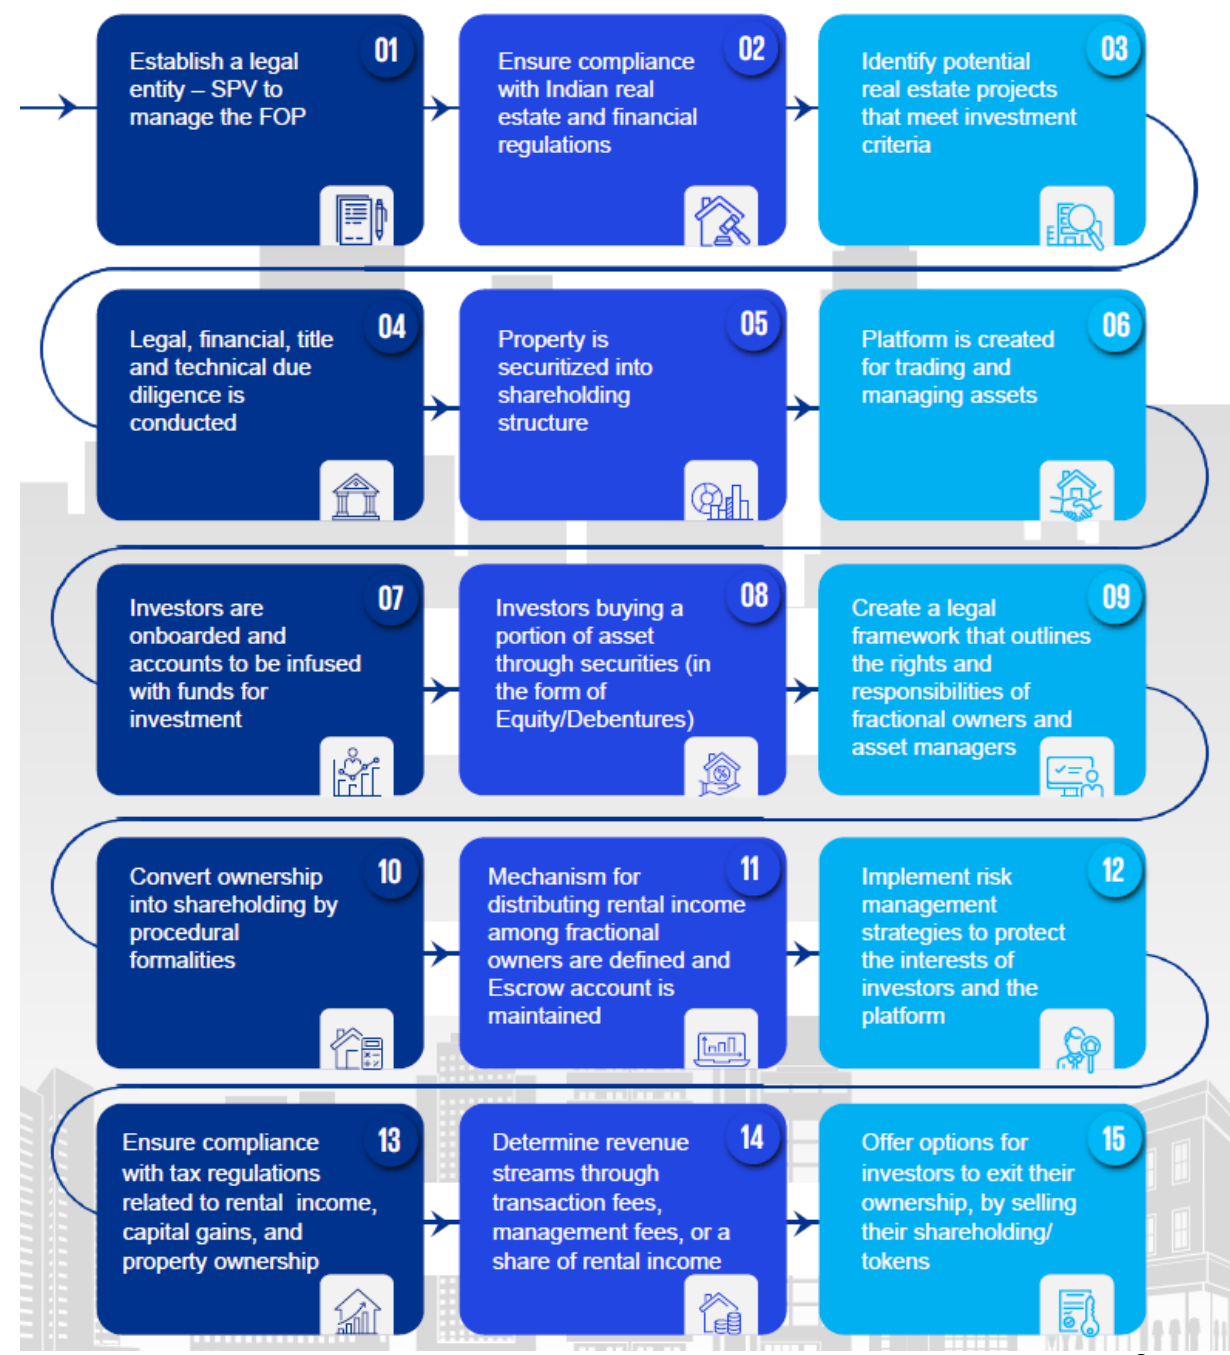 01
Establish a legal
entity – SPV to
manage the FOP
02
Ensure compliance
with Indian real
estate and financial
regulations
03
Identify potential
real estate projects
that meet investment
criteria
04
Legal, financial, title
and technical due
diligence is
conducted
05
Property is
securitized into
shareholding
structure
06
Platform is created
for trading and
managing assets
07
Investors are
onboarded and
accounts to be infused
with funds for
investment
08
Investors buying a
portion of asset
through securities (in
the form of
Equity/Debentures)
09
Create a legal
framework that outlines
the rights and
responsibilities of
fractional owners and
asset managers
10
Convert ownership
into shareholding by
procedural
formalities
11
Mechanism for
distributing rental income
among fractional
owners are defined and
Escrow account is
maintained
12
Implement risk
management
strategies to protect
the interests of
investors and the
platform
13
Ensure compliance
with tax regulations
related to rental income,
capital gains, and
property ownership
14
Determine revenue
streams through
transaction fees,
management fees, or a
share of rental income
15
Offer options for
investors to exit their
ownership, by selling
their shareholding/
tokens